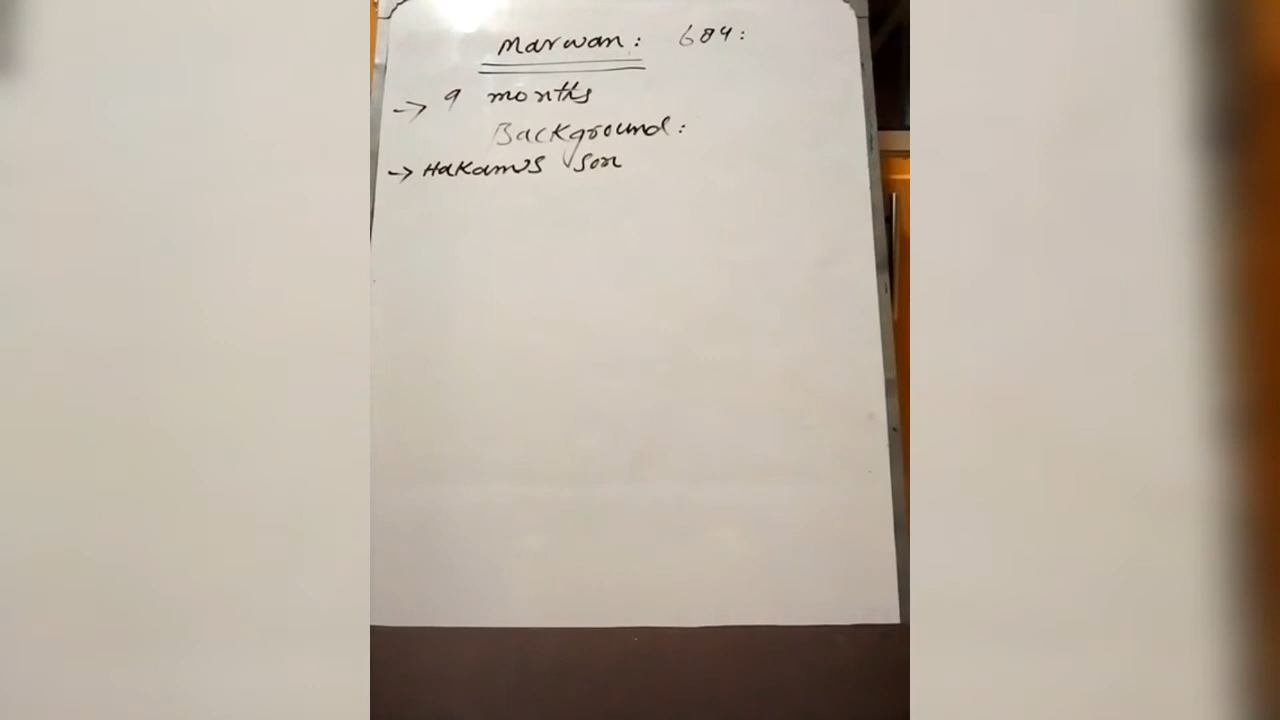 Marwan: 684:
→ 9 months
Background:
→ Hakam's son